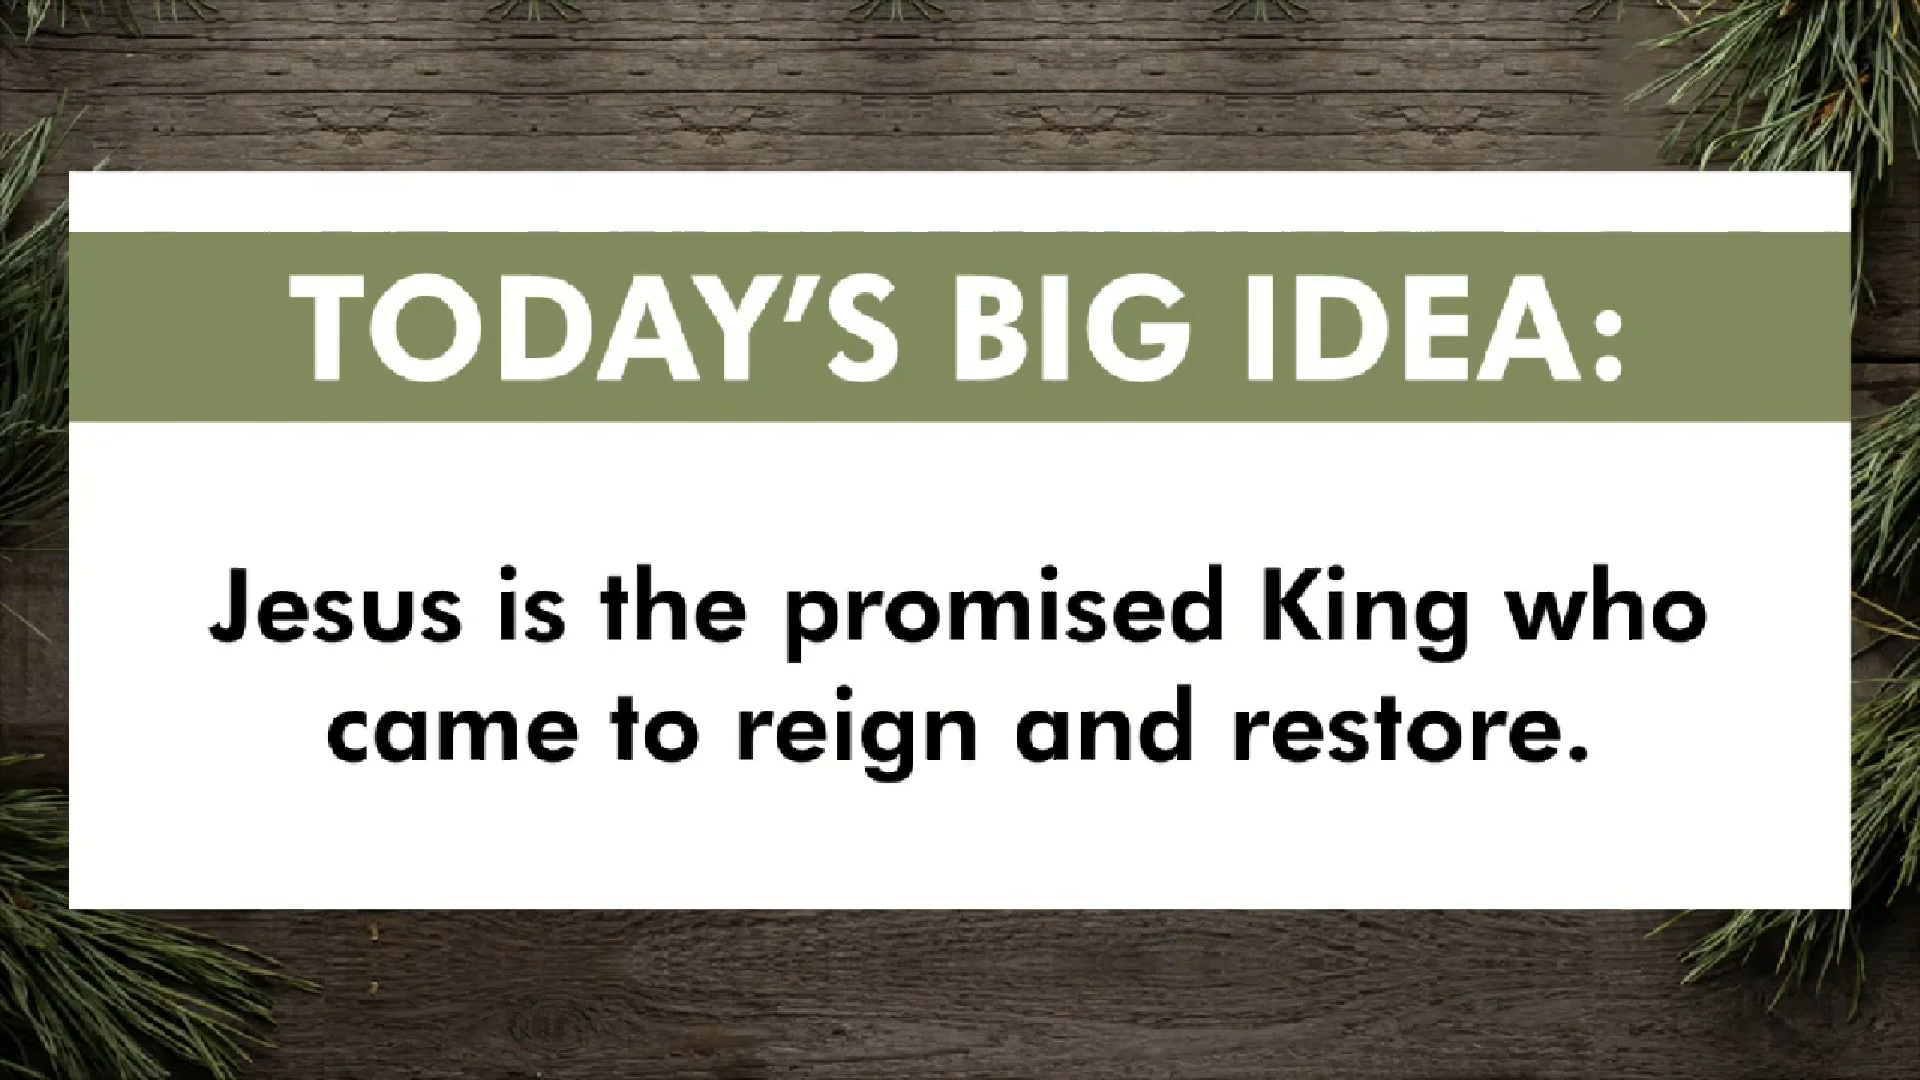 TODAY’S BIG IDEA:
Jesus is the promised King who
came to reign and restore.